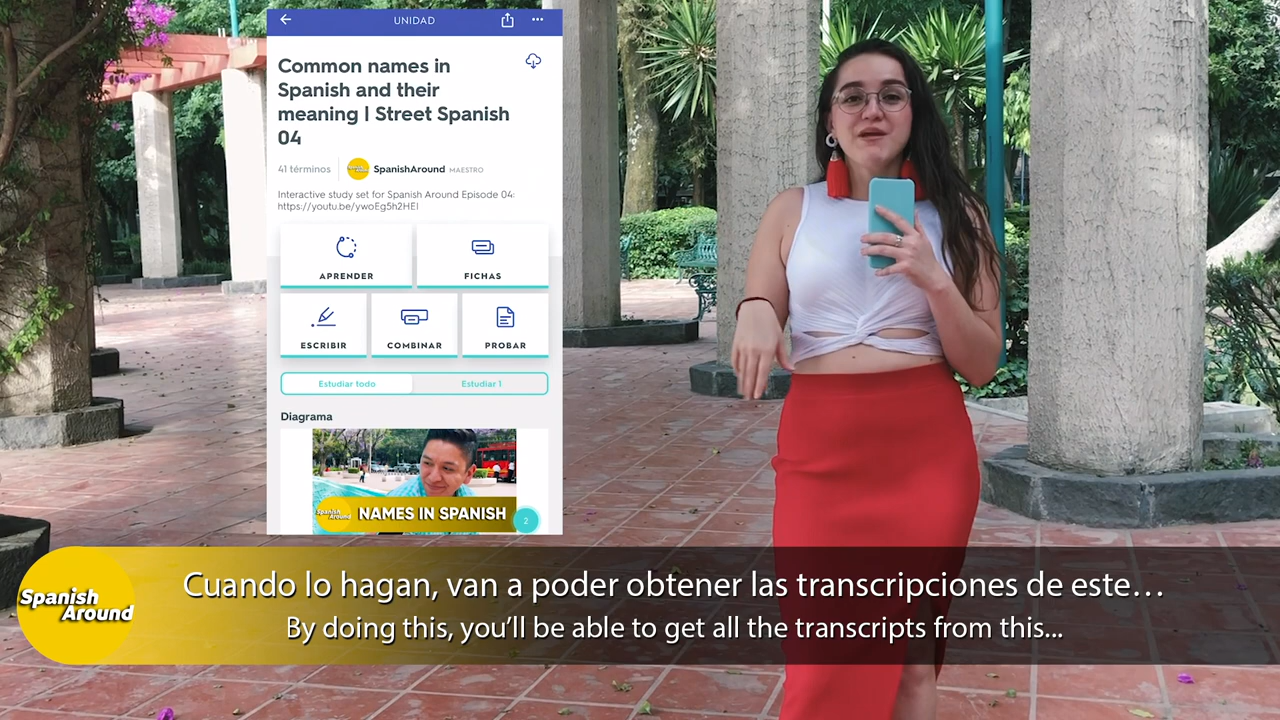 UNIDAD
Common names in
Spanish and their
meaning | Street Spanish
04
41 términos
SpanishAround MAESTRO
Interactive study set for Spanish Around Episode 04:
https://youtu.be/ywoEg5h2HEI
APRENDER
FICHAS
ESCRIBIR
COMBINAR
PROBAR
Estudiar todo
Estudiar 1
Diagrama
Spanish
Around
NAMES IN SPANISH
2
Spanish
Around
Cuando lo hagan, van a poder obtener las transcripciones de este…
By doing this, you’ll be able to get all the transcripts from this...